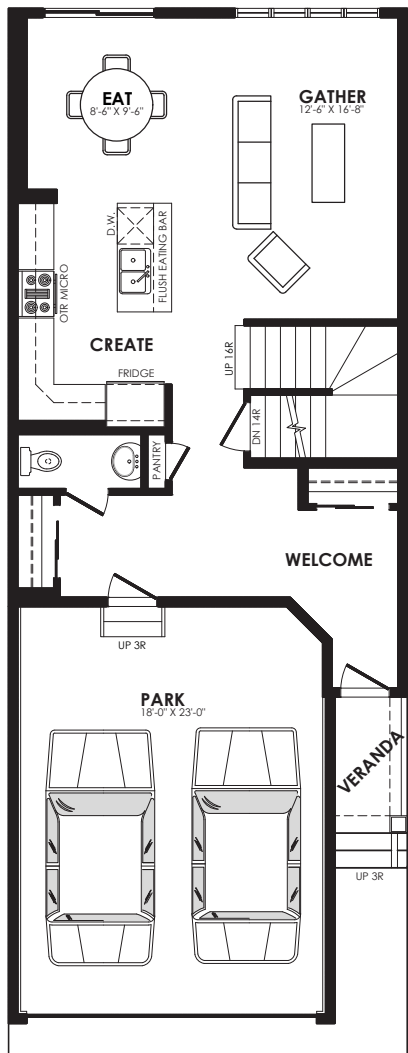 EAT
8'-6" X 9'-6"
GATHER
12'-6" X 16'-8"
D.W.
FLUSH EATING BAR
OTR MICRO
CREATE
FRIDGE
UP 16R
DN 14R
PANTRY
WELCOME
UP 3R
PARK
18'-0" X 23'-0"
VERANDA
UP 3R